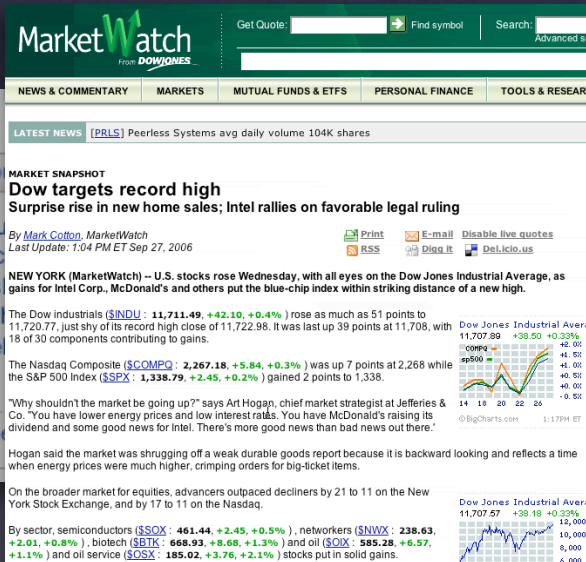 MarketWatch
From DOWJONES
Get Quote:
Find symbol
Search:
Advanced s
NEWS & COMMENTARY
MARKETS
MUTUAL FUNDS & ETFS
PERSONAL FINANCE
TOOLS & RESEAR
LATEST NEWS
[PRLS] Peerless Systems avg daily volume 104K shares
MARKET SNAPSHOT
Dow targets record high
Surprise rise in new home sales; Intel rallies on favorable legal ruling
By Mark Cotton, MarketWatch
Last Update: 1:04 PM ET Sep 27, 2006
Print
E-mail
Disable live quotes
RSS
Digg it
Del.icio.us
NEW YORK (MarketWatch) -- U.S. stocks rose Wednesday, with all eyes on the Dow Jones Industrial Average, as
gains for Intel Corp., McDonald's and others put the blue-chip index within striking distance of a new high.
The Dow industrials ($INDU : 11,711.49, +42.10, +0.4% ) rose as much as 51 points to
11,720.77, just shy of its record high close of 11,722.98. It was last up 39 points at 11,708, with
18 of 30 components contributing to gains.
The Nasdaq Composite ($COMPQ : 2,267.18, +5.84, +0.3% ) was up 7 points at 2,268 while
the S&P 500 Index ($SPX : 1,338.79, +2.45, +0.2% ) gained 2 points to 1,338.
"Why shouldn't the market be going up?" says Art Hogan, chief market strategist at Jefferies &
Co. "You have lower energy prices and low interest rates. You have McDonald's raising its
dividend and some good news for Intel. There's more good news than bad news out there.'
Hogan said the market was shrugging off a weak durable goods report because it is backward looking and reflects a time
when energy prices were much higher, crimping orders for big-ticket items.
On the broader market for equities, advancers outpaced decliners by 21 to 11 on the New
York Stock Exchange, and by 17 to 11 on the Nasdaq.
By sector, semiconductors ($SOX : 461.44, +2.45, +0.5% ) , networkers ($NWX : 238.63,
+2.01, +0.8% ) , biotech ($BTK : 668.93, +8.68, +1.3% ) and oil ($OIX : 585.28, +6.57,
+1.1% ) and oil service ($OSX : 185.02, +3.76, +2.1% ) stocks put in solid gains.
Dow Jones Industrial Avera
11,707.89 +38.50 +0.33%
COMPQ
sp500
+2.0%
+1.5%
+1.0%
+0.5%
+0.0%
-0.5%
14 18 20 22 26
©BigCharts.com 1:17PM ET
Dow Jones Industrial Avera
11,707.57 +38.18 +0.33%
12,000
10,000
8,000
6,000